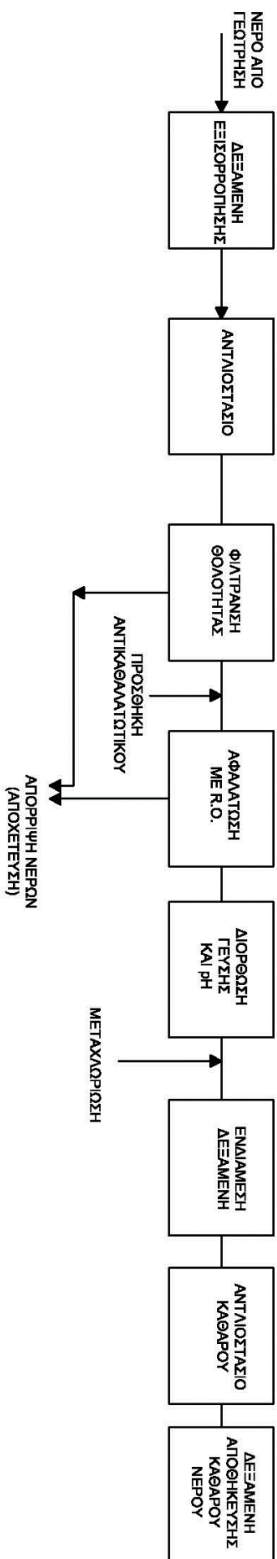 ΝΕΡΟ ΑΠΟ
ΓΕΩΤΡΗΣΗ
ΔΕΞΑΜΕΝΗ
ΕΞΙΣΟΡΡΟΠΗΣΗΣ
ΑΝΤΛΙΟΣΤΑΣΙΟ
ΦΙΛΤΡΑΝΣΗ
ΘΟΛΟΤΗΤΑΣ
ΠΡΟΣΘΗΚΗ
ΑΝΤΙΚΑΘΑΛΑΤΩΤΙΚΟΥ
ΑΦΑΛΑΤΩΣΗ
ΜΕ R.O.
ΑΠΟΡΡΙΨΗ ΝΕΡΩΝ
(ΑΠΟΧΕΤΕΥΣΗ)
ΔΙΟΡΘΩΣΗ
ΓΕΥΣΗΣ
ΚΑΙ pH
ΜΕΤΑΧΛΩΡΙΩΣΗ
ΕΝΔΙΑΜΕΣΗ
ΔΕΞΑΜΕΝΗ
ΑΝΤΛΙΟΣΤΑΣΙΟ
ΚΑΘΑΡΟΥ
ΔΕΞΑΜΕΝΗ
ΑΠΟΘΗΚΕΥΣΗΣ
ΚΑΘΑΡΟΥ
ΝΕΡΟΥ